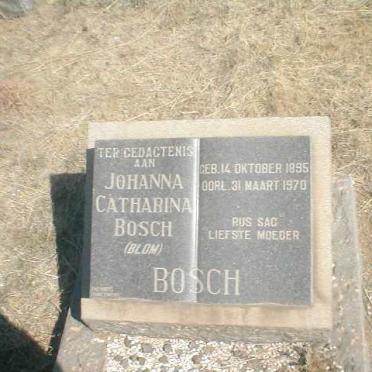 TER GEDAGTENIS
AAN
JOHANNA
CATHARINA
BOSCH
(BLOM)
GEB. 14 OKTOBER 1895
OORL. 31 MAART 1970
RUS SAG
LIEFSTE MOEDER
BOSCH